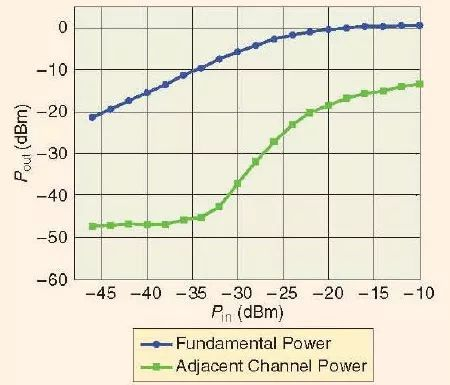 0
−10
−20
−30
−40
−50
−60
Pout (dBm)
−45 −40 −35 −30 −25 −20 −15 −10
Pin (dBm)
Fundamental Power
Adjacent Channel Power